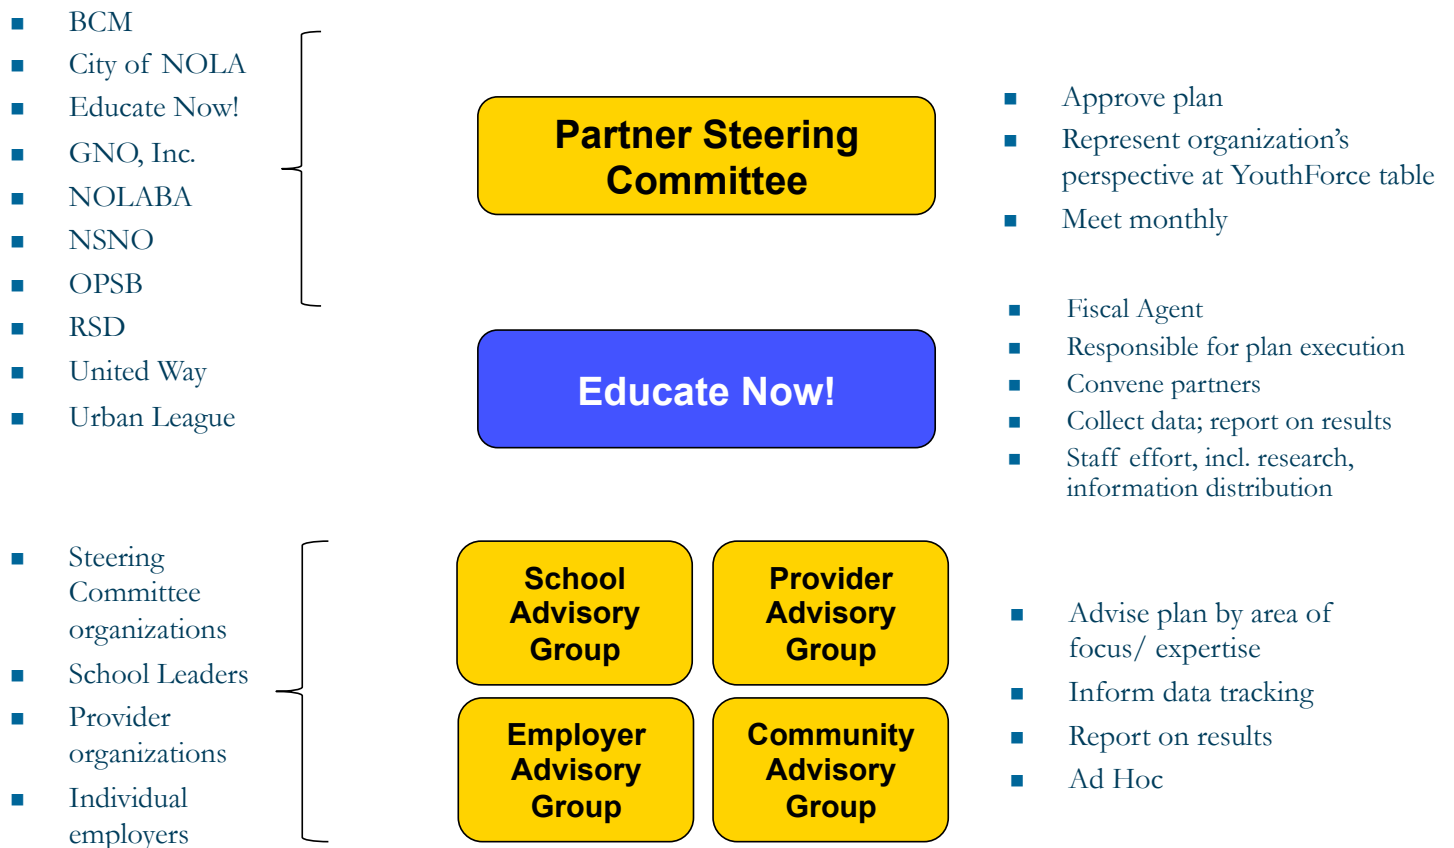 BCM
City of NOLA
Educate Now!
GNO, Inc.
NOLABA
NSNO
OPSB
RSD
United Way
Urban League
Partner Steering
Committee
Approve plan
Represent organization’s
perspective at YouthForce table
Meet monthly
Educate Now!
Fiscal Agent
Responsible for plan execution
Convene partners
Collect data; report on results
Staff effort, incl. research,
information distribution
Steering
Committee
organizations
School Leaders
Provider
organizations
Individual
employers
School
Advisory
Group
Provider
Advisory
Group
Employer
Advisory
Group
Community
Advisory
Group
Advise plan by area of
focus/ expertise
Inform data tracking
Report on results
Ad Hoc